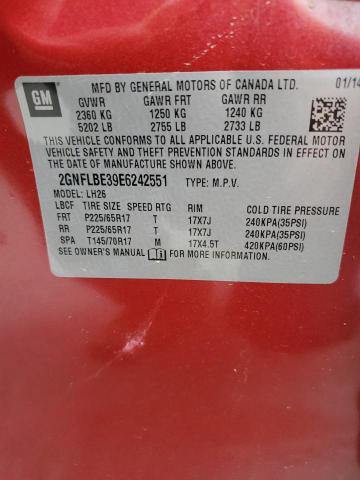 MFD BY GENERAL MOTORS OF CANADA LTD. 01/14
GM
GVWR GAWR FRT GAWR RR
2360 KG 1250 KG 1240 KG
5202 LB 2755 LB 2733 LB
THIS VEHICLE CONFORMS TO ALL APPLICABLE U.S. FEDERAL MOTOR
VEHICLE SAFETY AND THEFT PREVENTION STANDARDS IN EFFECT ON
THE DATE OF MANUFACTURE SHOWN ABOVE.
2GNFLBE39E6242551 TYPE: M.P.V.
MODEL: LH26
LBCF TIRE SIZE SPEED RTG RIM COLD TIRE PRESSURE
FRT P225/65R17 T 17X7J 240KPA(35PSI)
RR P225/65R17 T 17X7J 240KPA(35PSI)
SPA T145/70R17 M 17X4.5T 420KPA(60PSI)
SEE OWNER'S MANUAL FOR MORE INFORMATION.